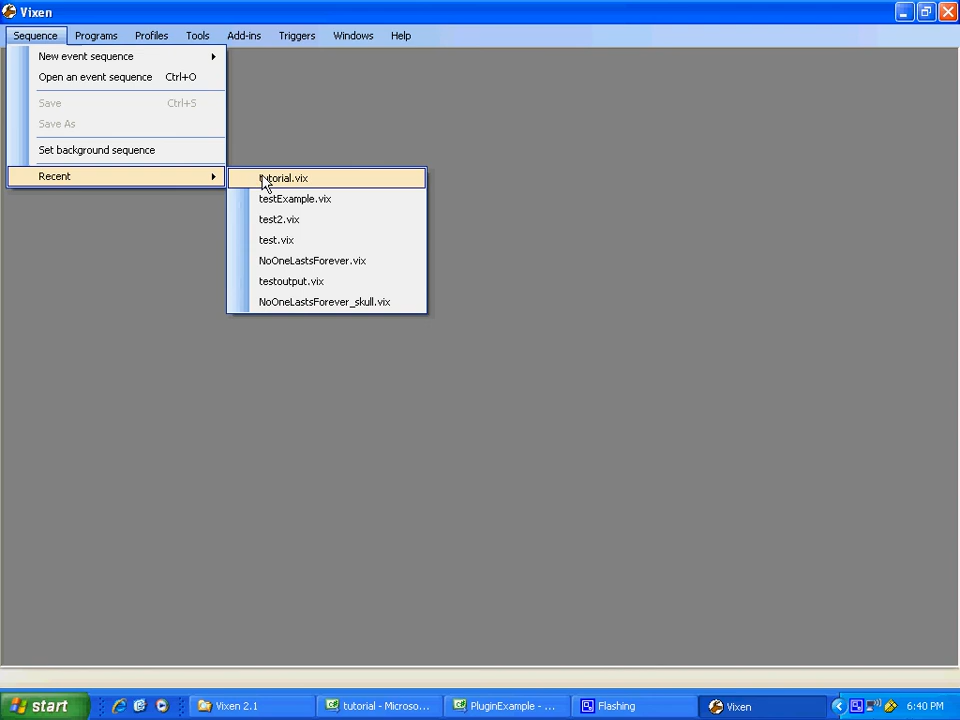 Vixen
Sequence Programs Profiles Tools Add-ins Triggers Windows Help
New event sequence
Open an event sequence Ctrl+O
Save Ctrl+S
Save As
Set background sequence
Recent
tutorial.vix
testExample.vix
test2.vix
test.vix
NoOneLastsForever.vix
testoutput.vix
NoOneLastsForever_skull.vix
start Vixen 2.1 tutorial - Microso... PluginExample - ... Flashing Vixen 6:40 PM